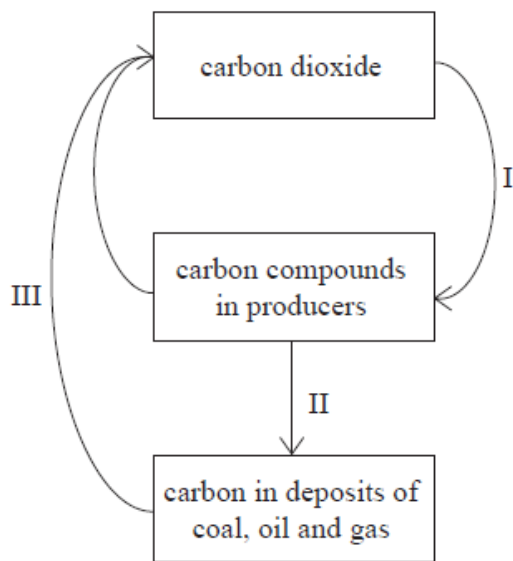 carbon dioxide
I
carbon compounds
in producers
III
II
carbon in deposits of
coal, oil and gas